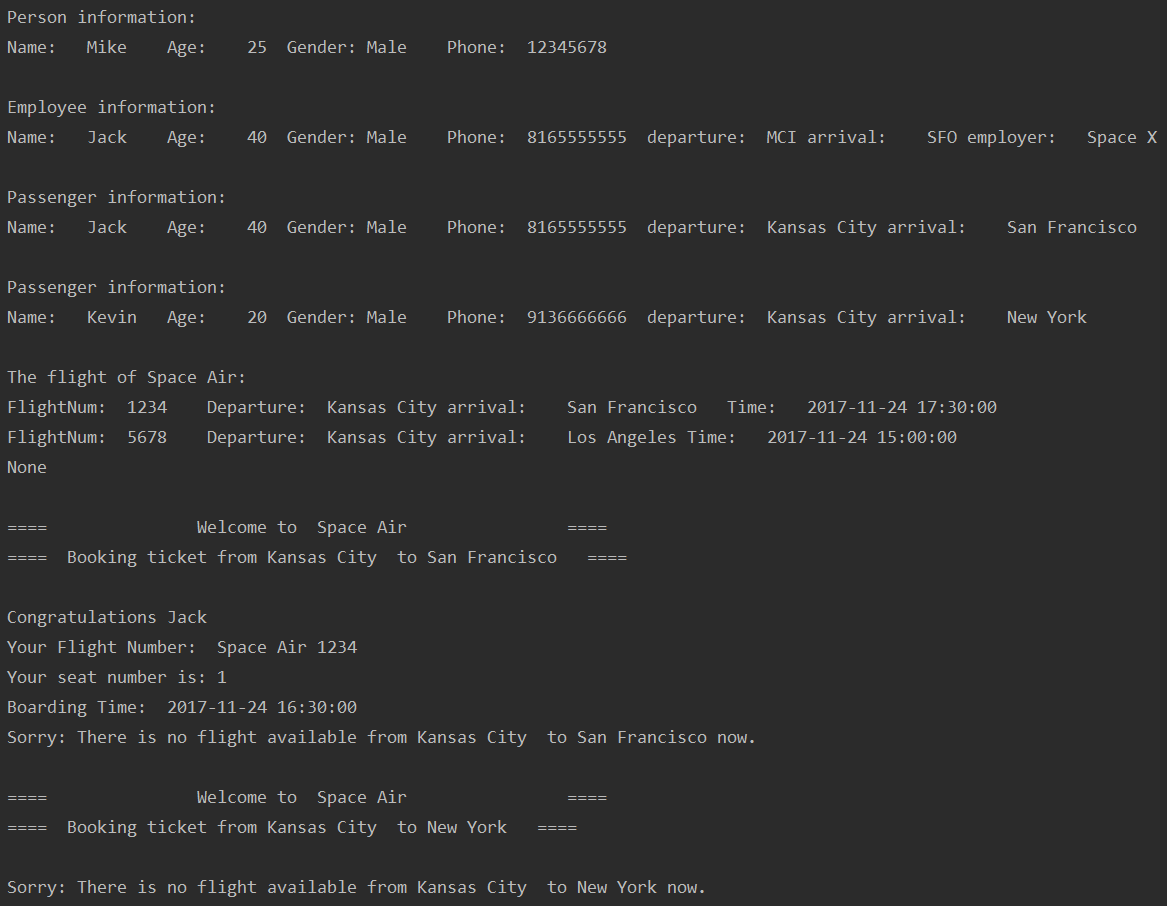 Person information:
Name:   Mike    Age:    25  Gender: Male    Phone:  12345678
Employee information:
Name:   Jack    Age:    40  Gender: Male    Phone:  8165555555  departure:  MCI arrival:    SFO employer:   Space X
Passenger information:
Name:   Jack    Age:    40  Gender: Male    Phone:  8165555555  departure:  Kansas City arrival:    San Francisco
Passenger information:
Name:   Kevin   Age:    20  Gender: Male    Phone:  9136666666  departure:  Kansas City arrival:    New York
The flight of Space Air:
FlightNum:  1234    Departure:  Kansas City arrival:    San Francisco   Time:   2017-11-24 17:30:00
FlightNum:  5678    Departure:  Kansas City arrival:    Los Angeles Time:   2017-11-24 15:00:00
None
====               Welcome to  Space Air                ====
====  Booking ticket from Kansas City  to San Francisco   ====
Congratulations Jack
Your Flight Number:  Space Air 1234
Your seat number is: 1
Boarding Time:  2017-11-24 16:30:00
Sorry: There is no flight available from Kansas City  to San Francisco now.
====               Welcome to  Space Air                ====
====  Booking ticket from Kansas City  to New York   ====
Sorry: There is no flight available from Kansas City  to New York now.